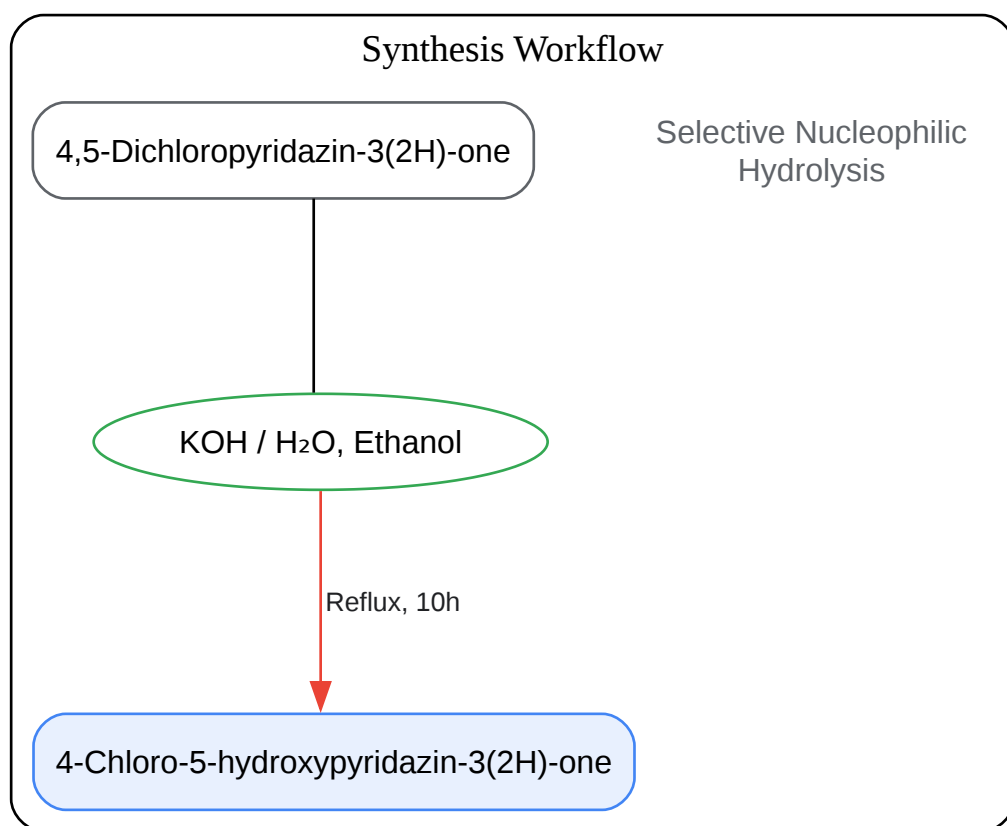 Synthesis Workflow
4,5-Dichloropyridazin-3(2H)-one
Selective Nucleophilic
Hydrolysis
KOH / H₂O, Ethanol
Reflux, 10h
4-Chloro-5-hydroxypyridazin-3(2H)-one